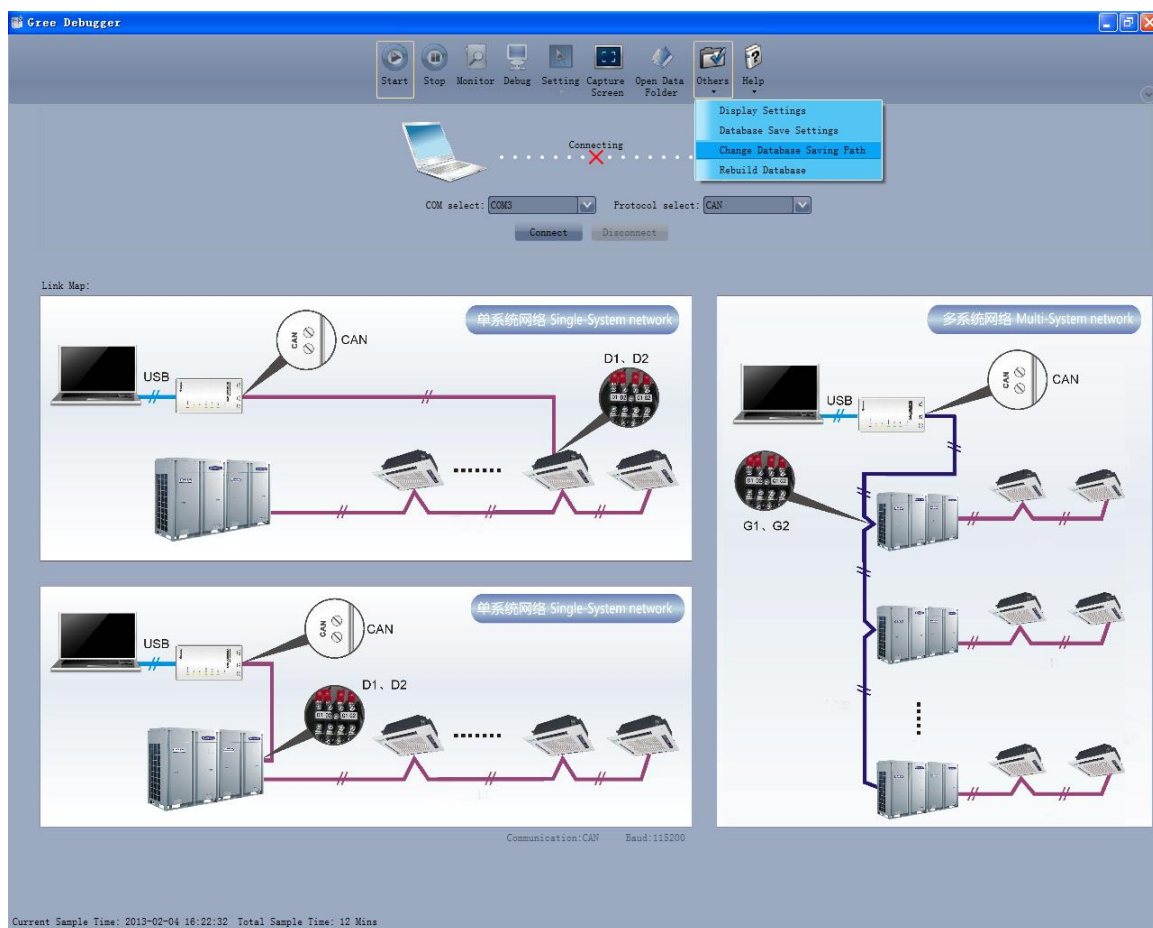 Gree Debugger
Start Stop Monitor Debug Setting Capture Screen Open Data Folder Others Help
Display Settings
Database Save Settings
Change Database Saving Path
Rebuild Database
Connecting
COM select: COM3 Protocol select: CAN
Connect Disconnect
Link Map:
单系统网络 Single-System network
CAN
CAN
USB
D1、D2
单系统网络 Single-System network
CAN
CAN
USB
D1、D2
多系统网络 Multi-System network
CAN
CAN
USB
G1、G2
Communication:CAN Baud:115200
Current Sample Time: 2013-02-04 16:22:32 Total Sample Time: 12 Mins